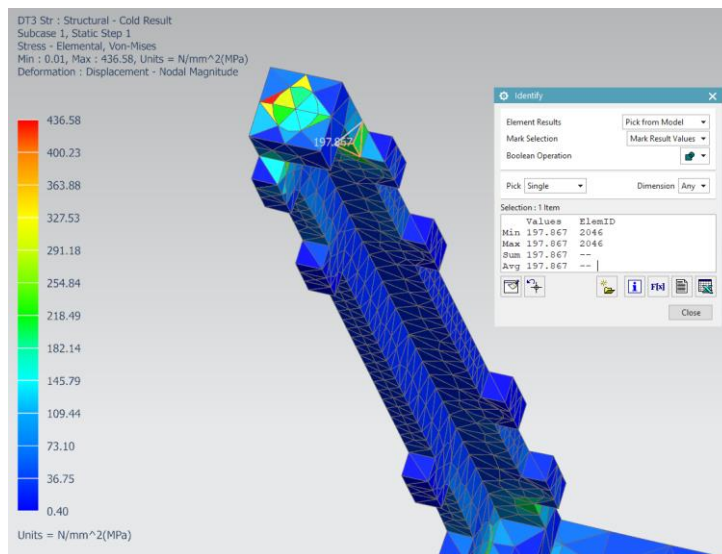 DT3 Str : Structural - Cold Result
Subcase 1, Static Step 1
Stress - Elemental, Von-Mises
Min : 0.01, Max : 436.58, Units = N/mm^2(MPa)
Deformation : Displacement - Nodal Magnitude
436.58
400.23
363.88
327.53
291.18
254.84
218.49
182.14
145.79
109.44
73.10
36.75
0.40
Units = N/mm^2(MPa)
197.867
Identify
Element Results Pick from Model
Mark Selection Mark Result Values
Boolean Operation
Pick Single Dimension Any
Selection : 1 Item
Values ElemID
Min 197.867 2046
Max 197.867 2046
Sum 197.867 --
Avg 197.867 --
i F[x]
Close